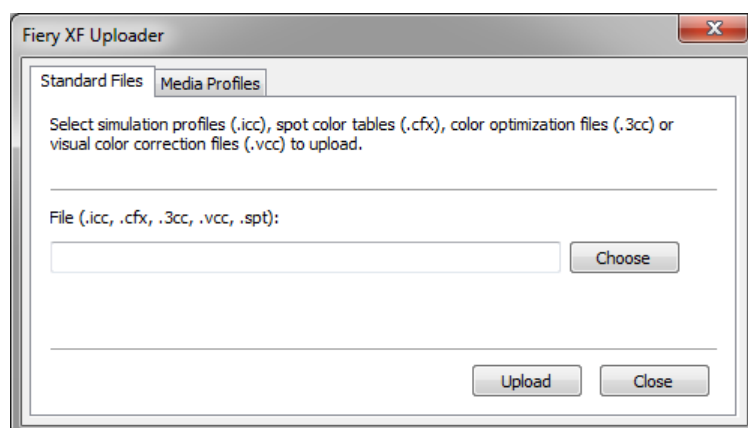 Fiery XF Uploader
Standard Files
Media Profiles
Select simulation profiles (.icc), spot color tables (.cfx), color optimization files (.3cc) or
visual color correction files (.vcc) to upload.
File (.icc, .cfx, .3cc, .vcc, .spt):
Choose
Upload
Close